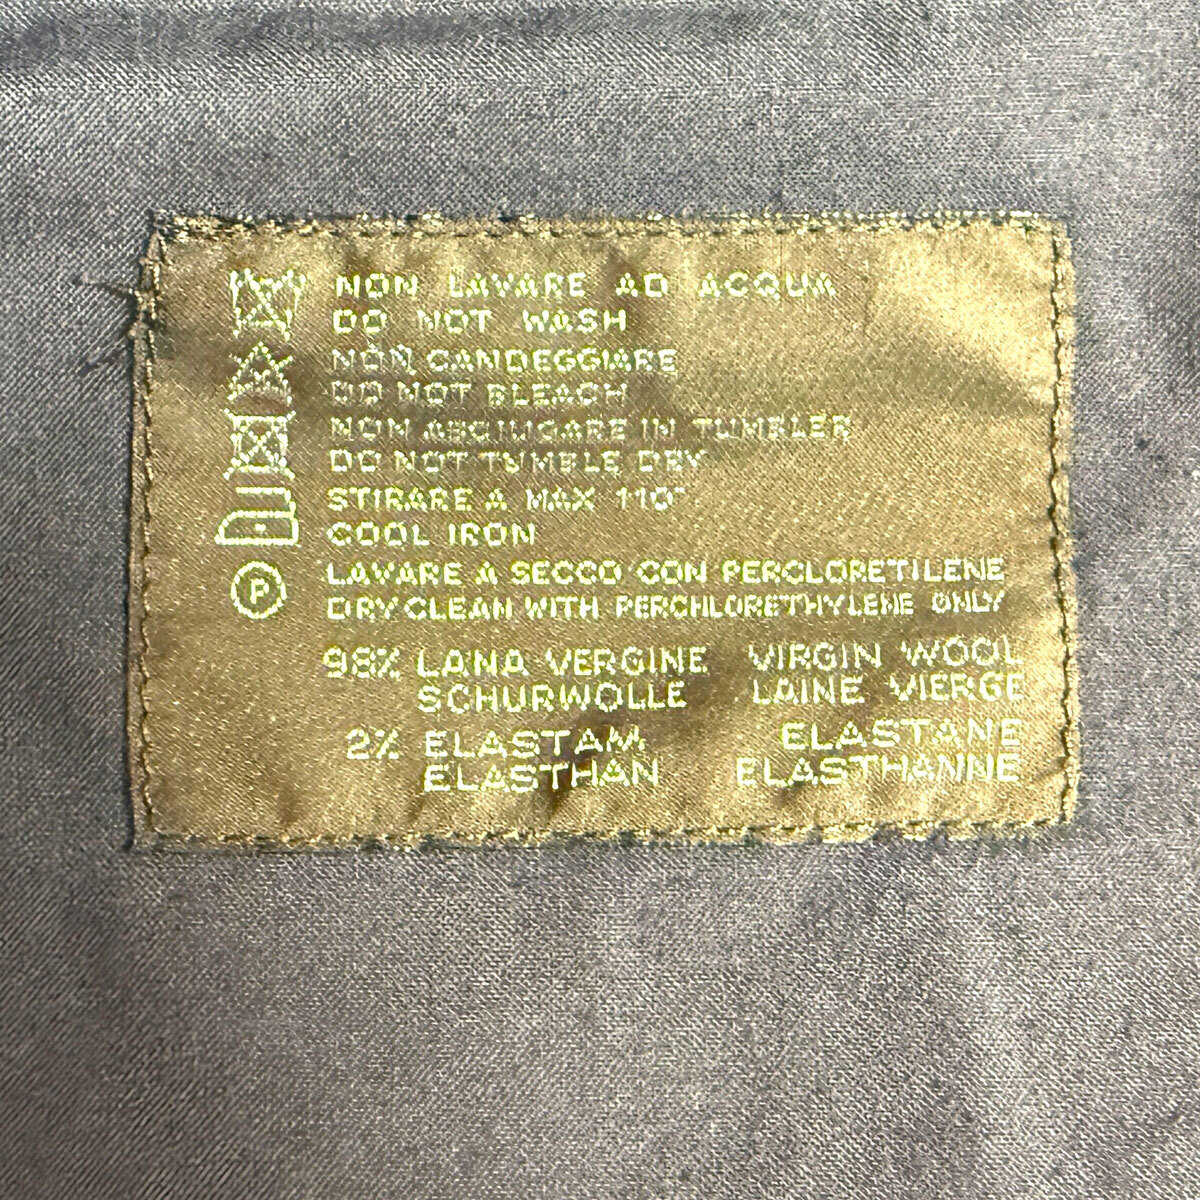 NON LAVARE AD ACQUA
DO NOT WASH
NON CANDEGGIARE
DO NOT BLEACH
NON ASCIUGARE IN TUMBLER
DO NOT TUMBLE DRY
STIRARE A MAX 110°
COOL IRON
P
LAVARE A SECCO CON PERCLORETILENE
DRY CLEAN WITH PERCHLORETHYLENE ONLY
98% LANA VERGINE VIRGIN WOOL
SCHURWOLLE LAINE VIERGE
2% ELASTAM ELASTANE
ELASTHAN ELASTHANNE